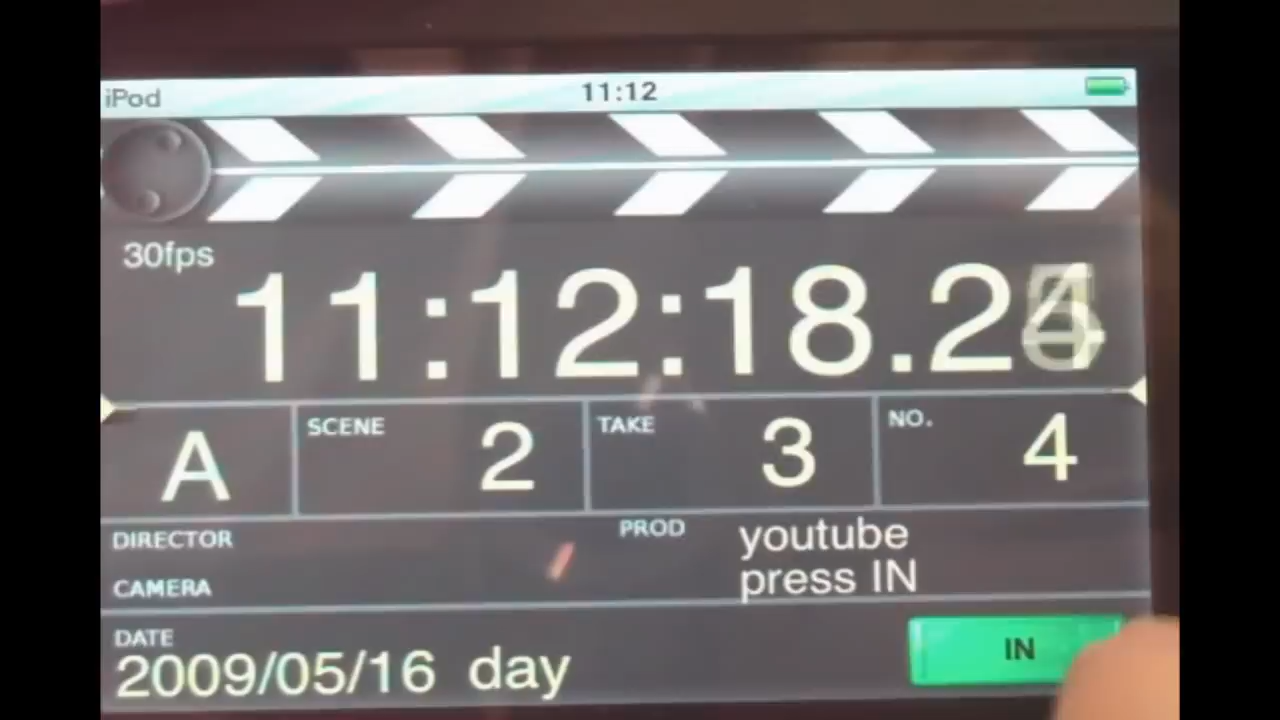 iPod 11:12
30fps
11:12:18.2
A SCENE 2 TAKE 3 NO. 4
DIRECTOR PROD youtube
CAMERA press IN
DATE
2009/05/16 day IN